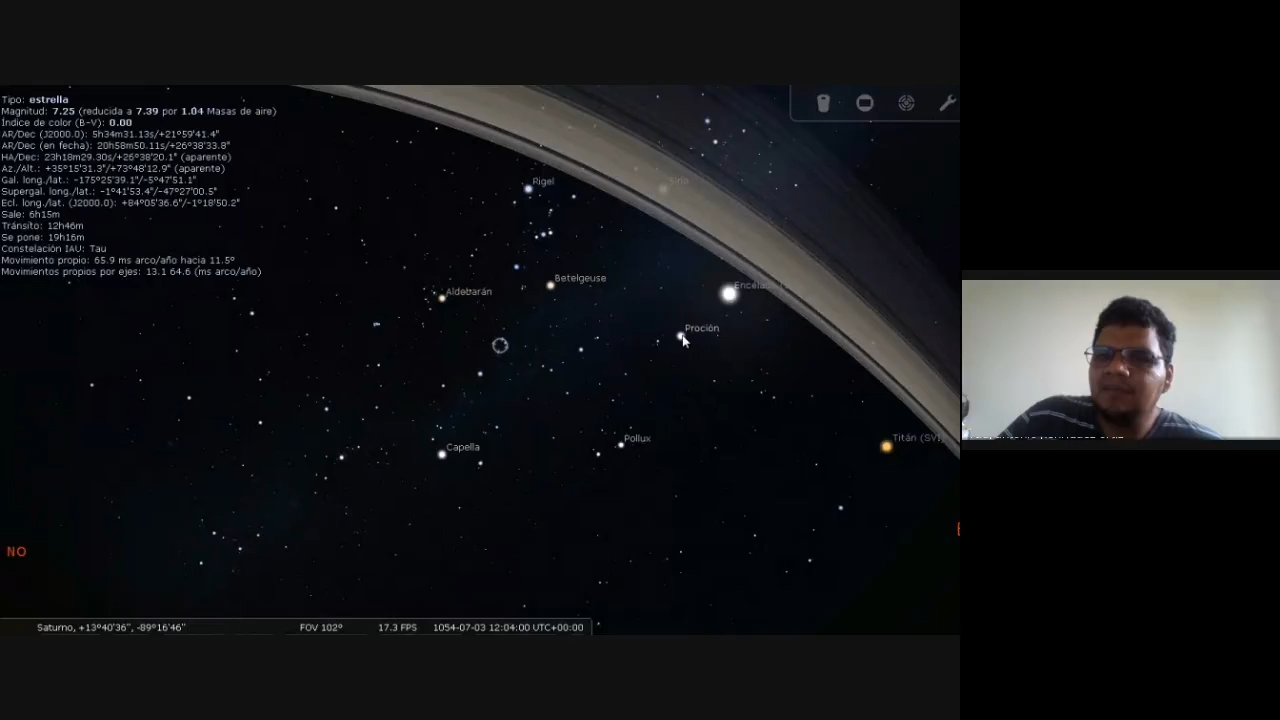 Tipo: estrella
Magnitud: 7.25 (reducida a 7.39 por 1.04 Masas de aire)
Índice de color (B-V): 0.00
AR/Dec (J2000.0): 5h34m31.13s/+21°59'41.4"
AR/Dec (en fecha): 20h58m50.11s/+26°38'33.8"
HA/Dec: 23h18m29.30s/+26°38'20.1" (aparente)
Az./Alt.: +35°15'31.3"/+73°48'12.9" (aparente)
Gal. long./lat.: -175°25'39.1"/-5°47'51.1"
Supergal. long./lat.: -1°41'53.4"/-47°27'00.5"
Ecl. long./lat. (J2000.0): +84°05'36.6"/-1°18'50.2"
Sale: 6h15m
Tránsito: 12h46m
Se pone: 19h16m
Constelación IAU: Tau
Movimiento propio: 65.9 ms arco/año hacia 11.5°
Movimientos propios por ejes: 13.1 64.6 (ms arco/año)
Rigel
Sirio
Betelgeuse
Aldebarán
Proción
Pollux
Capella
Titán (SVI)
NO
Saturno, +13°40'36", -89°16'46"
FOV 102°
17.3 FPS
1054-07-03 12:04:00 UTC+00:00